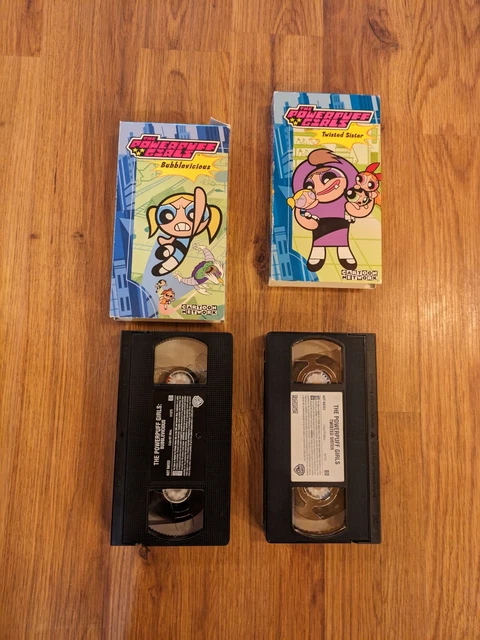 THE
POWERPUFF
GIRLS
Bubblevicious
CARTOON
NETWORK
THE
POWERPUFF
GIRLS
Twisted Sister
CARTOON
NETWORK
THE POWERPUFF GIRLS:
BUBBLEVICIOUS
THE POWERPUFF GIRLS
TWISTED SISTER